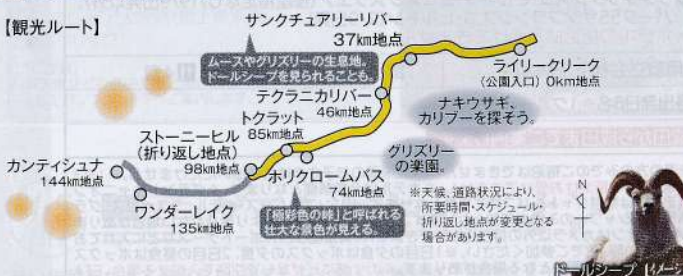 【観光ルート】
サンクチュアリーリバー
37km地点
ムースやグリズリーの生息地。
ドールシープを見られることも。
ライリークリーク
(公園入口) 0km地点
テクラニカリバー
46km地点
ナキウサギ、
カリブーを探そう。
トクラット
85km地点
ストーニーヒル
(折り返し地点)
98km地点
グリズリー
の楽園。
カンティシュナ
144km地点
ポリクロームパス
74km地点
ワンダーレイク
135km地点
「極彩色の峠」と呼ばれる
壮大な景色が見える。
※天候、道路状況により、
所要時間・スケジュール・
折り返し地点が変更となる
場合があります。
N
ドールシープ【イメージ】